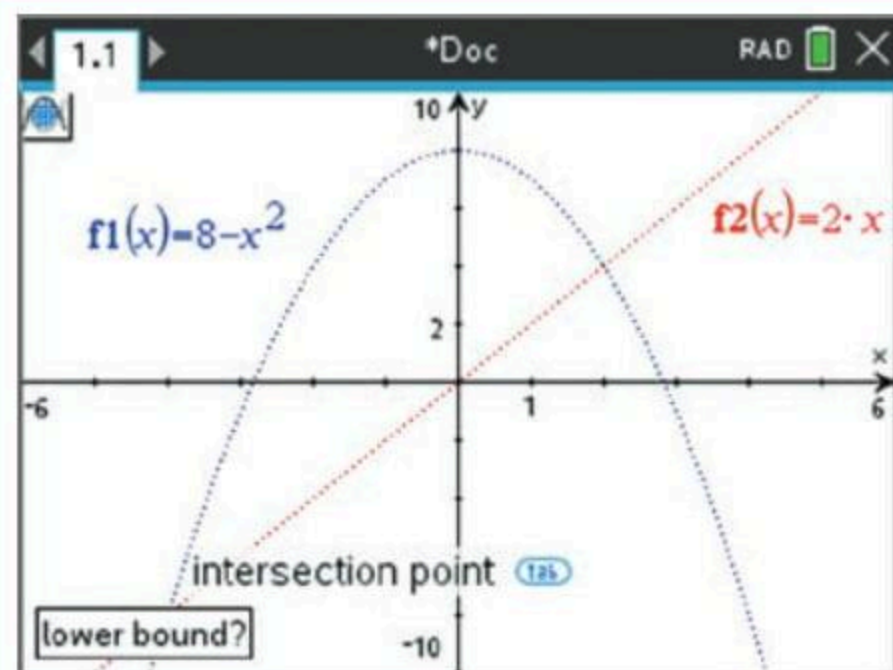 1.1 *Doc RAD
10 y
f1(x)=8-x²
f2(x)=2· x
2
x
-6 1 6
intersection point tab
lower bound?
-10